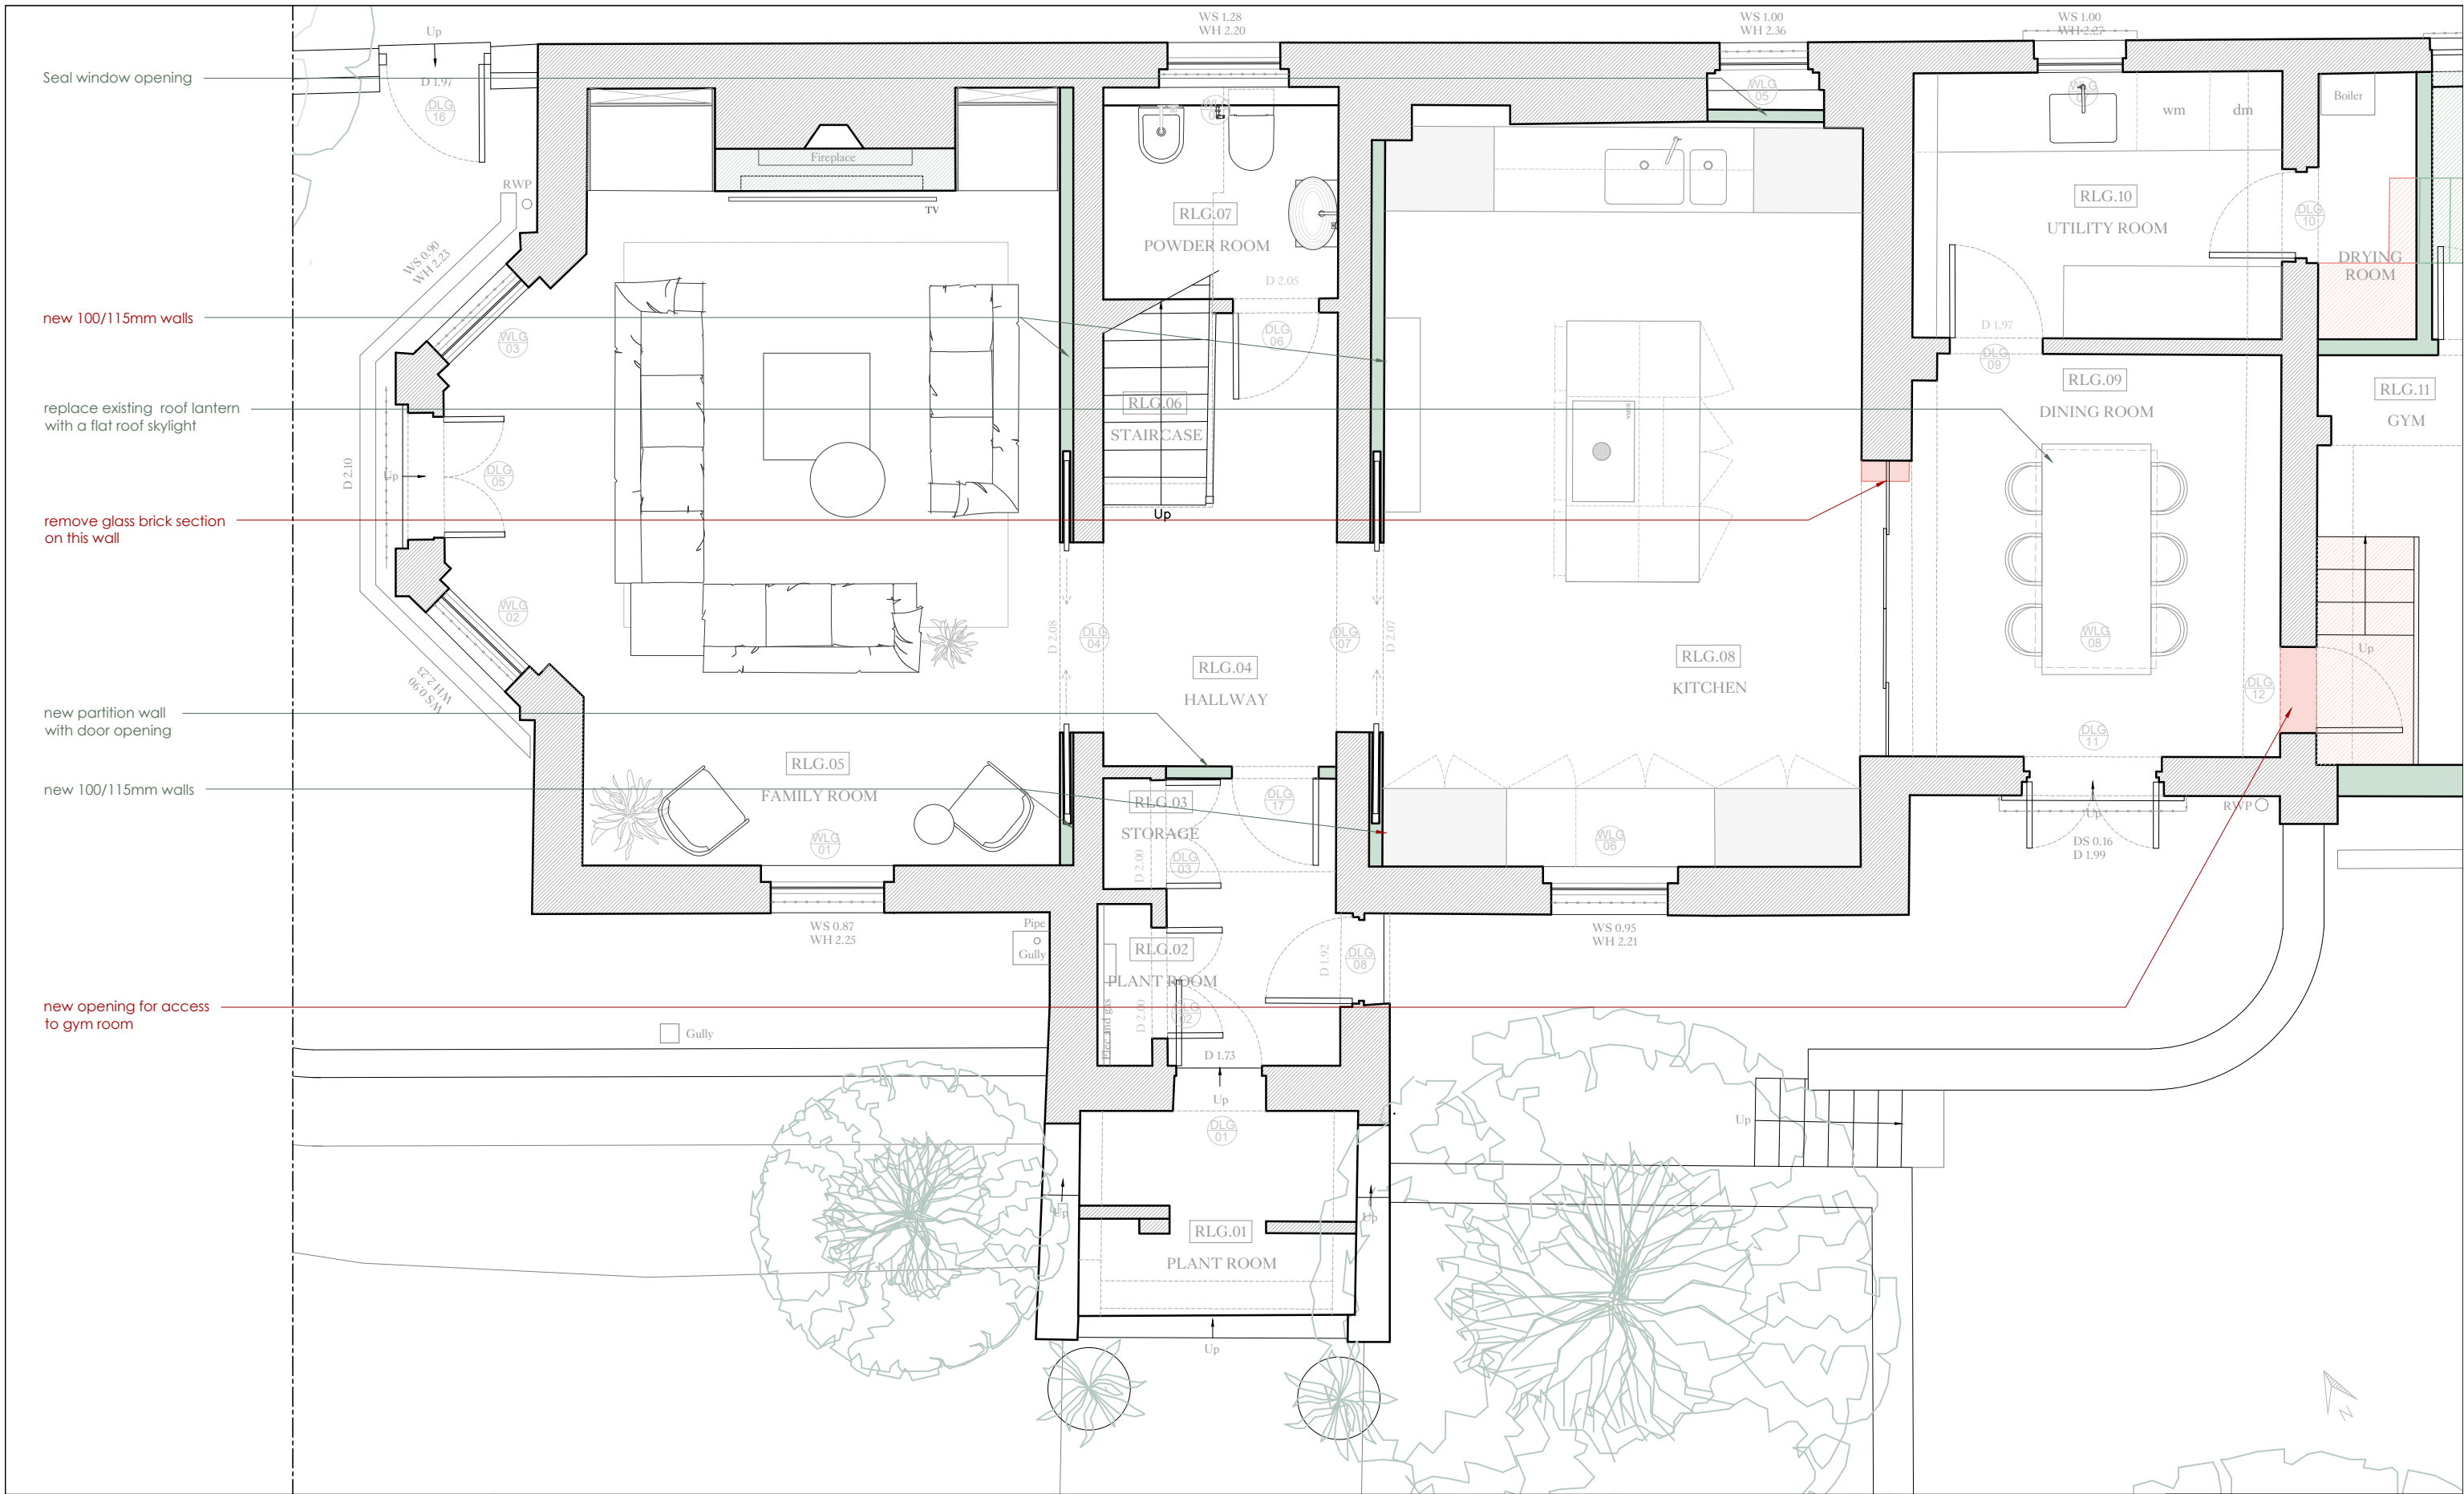 Up
WS 1.28
WH 2.20
WS 1.00
WH 2.36
WS 1.00
WH 2.27
Seal window opening
D 1.97
DLG
16
WLG
05
Boiler
wm
dm
Fireplace
RWP
TV
RLG.07
POWDER ROOM
RLG.10
UTILITY ROOM
DLG
10
DRYING
ROOM
WS 0.90
WH 2.23
D 2.05
new 100/115mm walls
WLG
03
DLG
06
D 1.97
DLG
09
replace existing roof lantern
with a flat roof skylight
RLG.06
STAIRCASE
RLG.09
DINING ROOM
RLG.11
GYM
D 2.10
Up
DLG
05
Up
remove glass brick section
on this wall
WLG
02
D 2.08
DLG
04
DLG
07
D 2.07
WLG
08
Up
RLG.04
HALLWAY
RLG.08
KITCHEN
WS 0.90
WH 2.23
DLG
12
new partition wall
with door opening
DLG
11
RLG.05
FAMILY ROOM
new 100/115mm walls
RLG.03
STORAGE
DLG
17
WLG
01
WLG
06
D 2.00
DLG
03
Up
RWP
DS 0.16
D 1.99
WS 0.87
WH 2.25
Pipe
Gully
WS 0.95
WH 2.21
RLG.02
PLANT ROOM
D 1.92
DLG
08
new opening for access
to gym room
Elec and gas
D 2.00
DLG
02
Gully
D 1.73
Up
DLG
01
Up
Up
Up
RLG.01
PLANT ROOM
Up
N